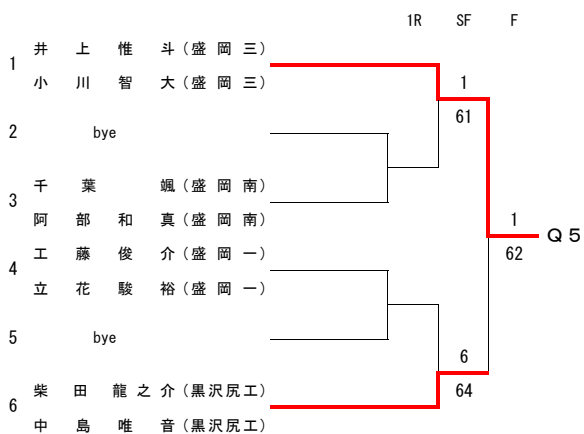 1R SF F
井 上 惟 斗 (盛 岡 三)
1
小 川 智 大 (盛 岡 三)
1
61
2 bye
千 葉 颯 (盛 岡 南)
3
阿 部 和 真 (盛 岡 南)
1
Q 5
62
工 藤 俊 介 (盛 岡 一)
4
立 花 駿 裕 (盛 岡 一)
5 bye
6
64
柴 田 龍 之 介 (黒沢尻工)
6
中 島 唯 音 (黒沢尻工)